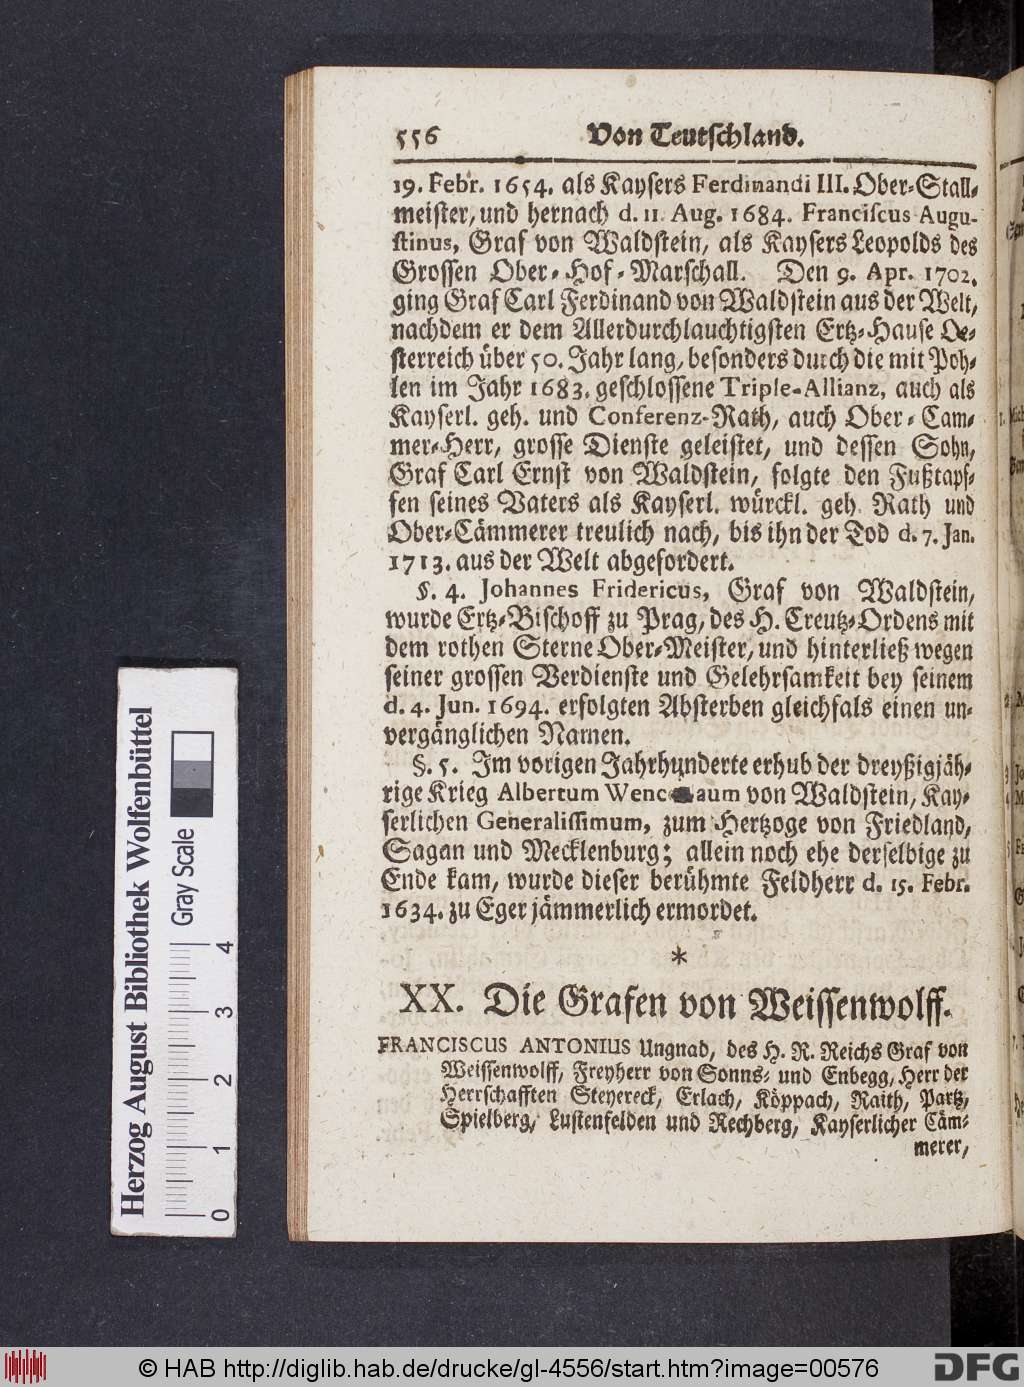 556 Von Teutschland.
19. Febr. 1654. als Kaysers Ferdinandi III. Ober-Stall-
meister, und hernach d. 11. Aug. 1684. Franciscus Augu-
stinus, Graf von Waldstein, als Kaysers Leopolds des
Grossen Ober-Hof-Marschall. Den 9. Apr. 1702.
ging Graf Carl Ferdinand von Waldstein aus der Welt,
nachdem er dem Allerdurchlauchtigsten Ertz-Hause Oe-
sterreich über 50. Jahr lang, besonders durch die mit Poh-
len im Jahr 1683. geschlossene Triple-Allianz, auch als
Kayserl. geh. und Conferenz-Rath, auch Ober-Cam-
mer-Herr, grosse Dienste geleistet, und dessen Sohn,
Graf Carl Ernst von Waldstein, folgte den Fußtapf-
fen seines Vaters als Kayserl. würckl. geh. Rath und
Ober-Cämmerer treulich nach, bis ihn der Tod d. 7. Jan.
1713. aus der Welt abgefordert.
§. 4. Johannes Fridericus, Graf von Waldstein,
wurde Ertz-Bischoff zu Prag, des H. Creutz-Ordens mit
dem rothen Sterne Ober-Meister, und hinterließ wegen
seiner grossen Verdienste und Gelehrsamkeit bey seinem
d. 4. Jun. 1694. erfolgten Absterben gleichfals einen un-
vergänglichen Namen.
§. 5. Im vorigen Jahrhunderte erhub der dreyßigjäh-
rige Krieg Albertum Wenc aum von Waldstein, Kay-
serlichen Generalissimum, zum Hertzoge von Friedland,
Sagan und Mecklenburg; allein noch ehe derselbige zu
Ende kam, wurde dieser berühmte Feldherr d. 15. Febr.
1634. zu Eger jämmerlich ermordet.
*
XX. Die Grafen von Weissenwolff.
FRANCISCUS ANTONIUS Ungnad, des H. R. Reichs Graf von
Weissenwolff, Freyherr von Sonns- und Enbegg, Herr der
Herrschafften Steyereck, Erlach, Köppach, Raith, Partz,
Spielberg, Lustenfelden und Rechberg, Kayserlicher Cäm-
merer,
Herzog August Bibliothek Wolfenbüttel
Gray Scale
0 1 2 3 4
© HAB http://diglib.hab.de/drucke/gl-4556/start.htm?image=00576
DFG